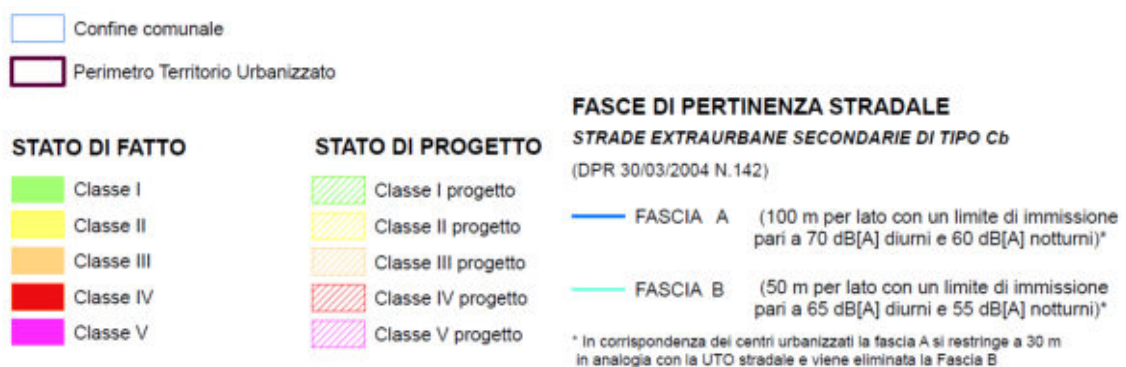 Confine comunale
Perimetro Territorio Urbanizzato
STATO DI FATTO
Classe I
Classe II
Classe III
Classe IV
Classe V
STATO DI PROGETTO
Classe I progetto
Classe II progetto
Classe III progetto
Classe IV progetto
Classe V progetto
FASCE DI PERTINENZA STRADALE
STRADE EXTRAURBANE SECONDARIE DI TIPO Cb
(DPR 30/03/2004 N.142)
FASCIA A (100 m per lato con un limite di immissione
pari a 70 dB[A] diurni e 60 dB[A] notturni)*
FASCIA B (50 m per lato con un limite di immissione
pari a 65 dB[A] diurni e 55 dB[A] notturni)*
* In corrispondenza dei centri urbanizzati la fascia A si restringe a 30 m
in analogia con la UTO stradale e viene eliminata la Fascia B